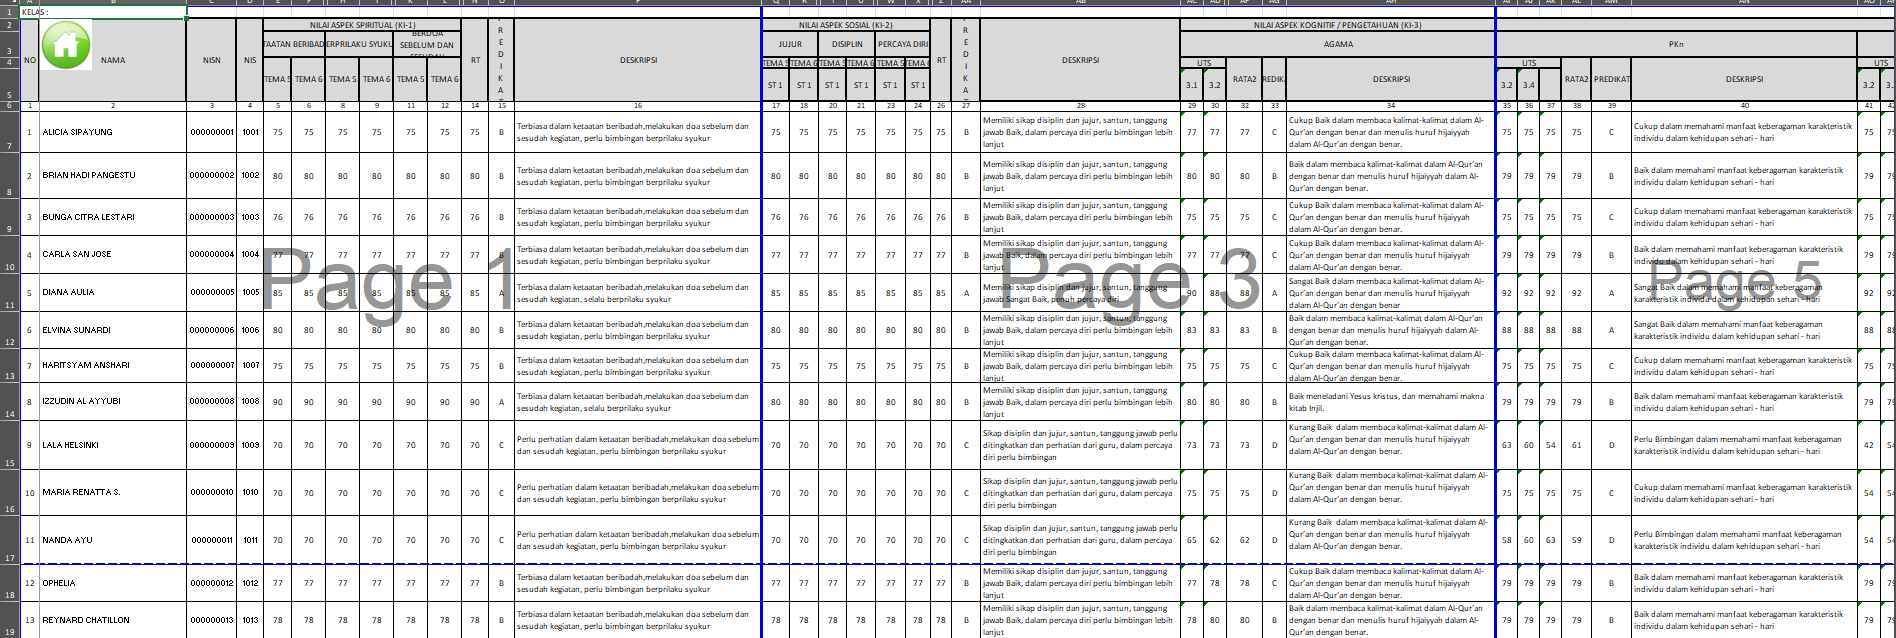 1 KELAS :
2 NO NAMA NISN NIS NILAI ASPEK SPIRITUAL (KI-1) RT PREDIKAT DESKRIPSI NILAI ASPEK SOSIAL (KI-2) RT PREDIKAT DESKRIPSI NILAI ASPEK KOGNITIF / PENGETAHUAN (KI-3)
3 TAATAN BERIBAD ERPRILAKU SYUKU SEBELUM DAN JUJUR DISIPLIN PERCAYA DIRI AGAMA PKn
4 TEMA 5 TEMA 6 TEMA 5 TEMA 6 TEMA 5 TEMA 6 TEMA 5 TEMA 6 TEMA 5 TEMA 6 TEMA 5 TEMA 6 UTS RATA2 DESKRIPSI UTS RATA2 PREDIKAT DESKRIPSI UTS
5 ST 1 ST 1 ST 1 ST 1 ST 1 ST 1 3.1 3.2 3.2 3.4 3.2
6 1 2 3 4 5 6 8 9 11 12 14 15 16 17 18 20 21 23 24 26 27 28 29 30 32 33 34 35 36 37 38 39 40 41
7 1 ALICIA SIPAYUNG 000000001 1001 75 75 75 75 75 75 75 B Terbiasa dalam ketaatan beribadah,melakukan doa sebelum dan
sesudah kegiatan, perlu bimbingan berprilaku syukur
75 75 75 75 75 75 75 B Memiliki sikap disiplin dan jujur, santun, tanggung
jawab Baik, dalam percaya diri perlu bimbingan lebih
lanjut
77 77 77 C Cukup Baik dalam membaca kalimat-kalimat dalam Al-
Qur'an dengan benar dan menulis huruf hijaiyyah
dalam Al-Qur'an dengan benar.
75 75 75 75 C Cukup dalam memahami manfaat keberagaman karakteristik
individu dalam kehidupan sehari - hari
75
8 2 BRIAN HADI PANGESTU 000000002 1002 80 80 80 80 80 80 80 B Terbiasa dalam ketaatan beribadah,melakukan doa sebelum dan
sesudah kegiatan, perlu bimbingan berprilaku syukur
80 80 80 80 80 80 80 B Memiliki sikap disiplin dan jujur, santun, tanggung
jawab Baik, dalam percaya diri perlu bimbingan lebih
lanjut
80 80 80 B Baik dalam membaca kalimat-kalimat dalam Al-Qur'an
dengan benar dan menulis huruf hijaiyyah dalam Al-
Qur'an dengan benar.
79 79 79 79 B Baik dalam memahami manfaat keberagaman karakteristik
individu dalam kehidupan sehari - hari
79
9 3 BUNGA CITRA LESTARI 000000003 1003 76 76 76 76 76 76 76 B Terbiasa dalam ketaatan beribadah,melakukan doa sebelum dan
sesudah kegiatan, perlu bimbingan berprilaku syukur
76 76 76 76 76 76 76 B Memiliki sikap disiplin dan jujur, santun, tanggung
jawab Baik, dalam percaya diri perlu bimbingan lebih
lanjut
75 75 75 C Cukup Baik dalam membaca kalimat-kalimat dalam Al-
Qur'an dengan benar dan menulis huruf hijaiyyah
dalam Al-Qur'an dengan benar.
75 75 75 75 C Cukup dalam memahami manfaat keberagaman karakteristik
individu dalam kehidupan sehari - hari
75
10 4 CARLA SAN JOSE 000000004 1004 77 77 77 77 77 77 77 B Terbiasa dalam ketaatan beribadah,melakukan doa sebelum dan
sesudah kegiatan, perlu bimbingan berprilaku syukur
77 77 77 77 77 77 77 B Memiliki sikap disiplin dan jujur, santun, tanggung
jawab Baik, dalam percaya diri perlu bimbingan lebih
lanjut
77 77 77 C Cukup Baik dalam membaca kalimat-kalimat dalam Al-
Qur'an dengan benar dan menulis huruf hijaiyyah
dalam Al-Qur'an dengan benar.
79 79 79 79 B Baik dalam memahami manfaat keberagaman karakteristik
individu dalam kehidupan sehari - hari
79
Page 1 Page 3 Page 5
11 5 DIANA AULIA 000000005 1005 85 85 85 85 85 85 85 A Terbiasa dalam ketaatan beribadah,melakukan doa sebelum dan
sesudah kegiatan, selalu berprilaku syukur
85 85 85 85 85 85 85 A Memiliki sikap disiplin dan jujur, santun, tanggung
jawab Sangat Baik, penuh percaya diri
90 88 88 A Sangat Baik dalam membaca kalimat-kalimat dalam Al-
Qur'an dengan benar dan menulis huruf hijaiyyah
dalam Al-Qur'an dengan benar
92 92 92 92 A Sangat Baik dalam memahami manfaat keberagaman
karakteristik individu dalam kehidupan sehari - hari
92
12 6 ELVINA SUNARDI 000000006 1006 80 80 80 80 80 80 80 B Terbiasa dalam ketaatan beribadah,melakukan doa sebelum dan
sesudah kegiatan, perlu bimbingan berprilaku syukur
80 80 80 80 80 80 80 B Memiliki sikap disiplin dan jujur, santun, tanggung
jawab Baik, dalam percaya diri perlu bimbingan lebih
lanjut
83 83 83 B Baik dalam membaca kalimat-kalimat dalam Al-Qur'an
dengan benar dan menulis huruf hijaiyyah dalam Al-
Qur'an dengan benar.
88 88 88 88 A Sangat Baik dalam memahami manfaat keberagaman
karakteristik individu dalam kehidupan sehari - hari
88
13 7 HARITSYAM ANSHARI 000000007 1007 75 75 75 75 75 75 75 B Terbiasa dalam ketaatan beribadah,melakukan doa sebelum dan
sesudah kegiatan, perlu bimbingan berprilaku syukur
75 75 75 75 75 75 75 B Memiliki sikap disiplin dan jujur, santun, tanggung
jawab Baik, dalam percaya diri perlu bimbingan lebih
lanjut
75 75 75 C Cukup Baik dalam membaca kalimat-kalimat dalam Al-
Qur'an dengan benar dan menulis huruf hijaiyyah
dalam Al-Qur'an dengan benar.
75 75 75 75 C Cukup dalam memahami manfaat keberagaman karakteristik
individu dalam kehidupan sehari - hari
75
14 8 IZZUDIN AL AYYUBI 000000008 1008 90 90 90 90 90 90 90 A Terbiasa dalam ketaatan beribadah,melakukan doa sebelum dan
sesudah kegiatan, selalu berprilaku syukur
80 80 80 80 80 80 80 B Memiliki sikap disiplin dan jujur, santun, tanggung
jawab Baik, dalam percaya diri perlu bimbingan lebih
lanjut
80 80 80 B Baik meneladani Yesus kristus, dan memahami makna
kitab Injil.
79 79 79 79 B Baik dalam memahami manfaat keberagaman karakteristik
individu dalam kehidupan sehari - hari
79
15 9 LALA HELSINKI 000000009 1009 70 70 70 70 70 70 70 C Perlu perhatian dalam ketaatan beribadah,melakukan doa sebelum
dan sesudah kegiatan, perlu bimbingan berprilaku syukur
70 70 70 70 70 70 70 C Sikap disiplin dan jujur, santun, tanggung jawab perlu
ditingkatkan dan perhatian dari guru, dalam percaya
diri perlu bimbingan
73 73 73 D Kurang Baik dalam membaca kalimat-kalimat dalam Al-
Qur'an dengan benar dan menulis huruf hijaiyyah
dalam Al-Qur'an dengan benar.
63 60 54 61 D Perlu Bimbingan dalam memahami manfaat keberagaman
karakteristik individu dalam kehidupan sehari - hari
42
16 10 MARIA RENATTA S. 000000010 1010 70 70 70 70 70 70 70 C Perlu perhatian dalam ketaatan beribadah,melakukan doa sebelum
dan sesudah kegiatan, perlu bimbingan berprilaku syukur
70 70 70 70 70 70 70 C Sikap disiplin dan jujur, santun, tanggung jawab perlu
ditingkatkan dan perhatian dari guru, dalam percaya
diri perlu bimbingan
75 75 75 D Kurang Baik dalam membaca kalimat-kalimat dalam Al-
Qur'an dengan benar dan menulis huruf hijaiyyah
dalam Al-Qur'an dengan benar.
75 75 75 75 C Cukup dalam memahami manfaat keberagaman karakteristik
individu dalam kehidupan sehari - hari
54
17 11 NANDA AYU 000000011 1011 70 70 70 70 70 70 70 C Perlu perhatian dalam ketaatan beribadah,melakukan doa sebelum
dan sesudah kegiatan, perlu bimbingan berprilaku syukur
70 70 70 70 70 70 70 C Sikap disiplin dan jujur, santun, tanggung jawab perlu
ditingkatkan dan perhatian dari guru, dalam percaya
diri perlu bimbingan
65 62 62 D Kurang Baik dalam membaca kalimat-kalimat dalam Al-
Qur'an dengan benar dan menulis huruf hijaiyyah
dalam Al-Qur'an dengan benar.
58 60 63 59 D Perlu Bimbingan dalam memahami manfaat keberagaman
karakteristik individu dalam kehidupan sehari - hari
54
18 12 OPHELIA 000000012 1012 77 77 77 77 77 77 77 B Terbiasa dalam ketaatan beribadah,melakukan doa sebelum dan
sesudah kegiatan, perlu bimbingan berprilaku syukur
77 77 77 77 77 77 77 B Memiliki sikap disiplin dan jujur, santun, tanggung
jawab Baik, dalam percaya diri perlu bimbingan lebih
lanjut
77 78 78 C Cukup Baik dalam membaca kalimat-kalimat dalam Al-
Qur'an dengan benar dan menulis huruf hijaiyyah
dalam Al-Qur'an dengan benar.
79 79 79 79 B Baik dalam memahami manfaat keberagaman karakteristik
individu dalam kehidupan sehari - hari
79
19 13 REYNARD CHATILLON 000000013 1013 78 78 78 78 78 78 78 B Terbiasa dalam ketaatan beribadah,melakukan doa sebelum dan
sesudah kegiatan, perlu bimbingan berprilaku syukur
78 78 78 78 78 78 78 B Memiliki sikap disiplin dan jujur, santun, tanggung
jawab Baik, dalam percaya diri perlu bimbingan lebih
lanjut
78 80 80 B Baik dalam membaca kalimat-kalimat dalam Al-Qur'an
dengan benar dan menulis huruf hijaiyyah dalam Al-
Qur'an dengan benar.
79 79 79 79 B Baik dalam memahami manfaat keberagaman karakteristik
individu dalam kehidupan sehari - hari
79